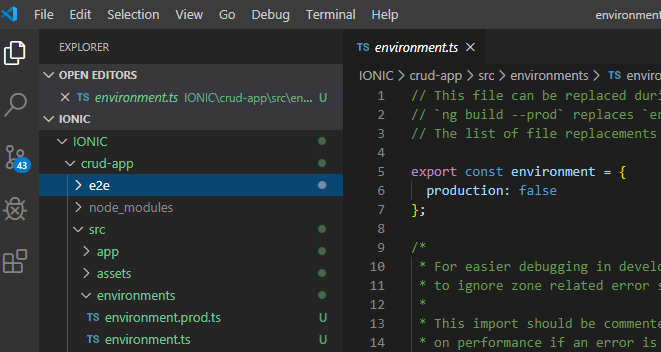 File Edit Selection View Go Debug Terminal Help environment
EXPLORER
OPEN EDITORS
TS environment.ts IONIC\crud-app\src\en... U
IONIC
IONIC
crud-app
e2e
node_modules
src
app
assets
environments
TS environment.prod.ts U
TS environment.ts U
43
TS environment.ts
IONIC > crud-app > src > environments > TS enviro
1 // This file can be replaced duri
2 // `ng build --prod` replaces `e
3 // The list of file replacements
4
5 export const environment = {
6 production: false
7 };
8
9 /*
10 * For easier debugging in develo
11 * to ignore zone related error s
12 *
13 * This import should be commente
14 * on performance if an error is